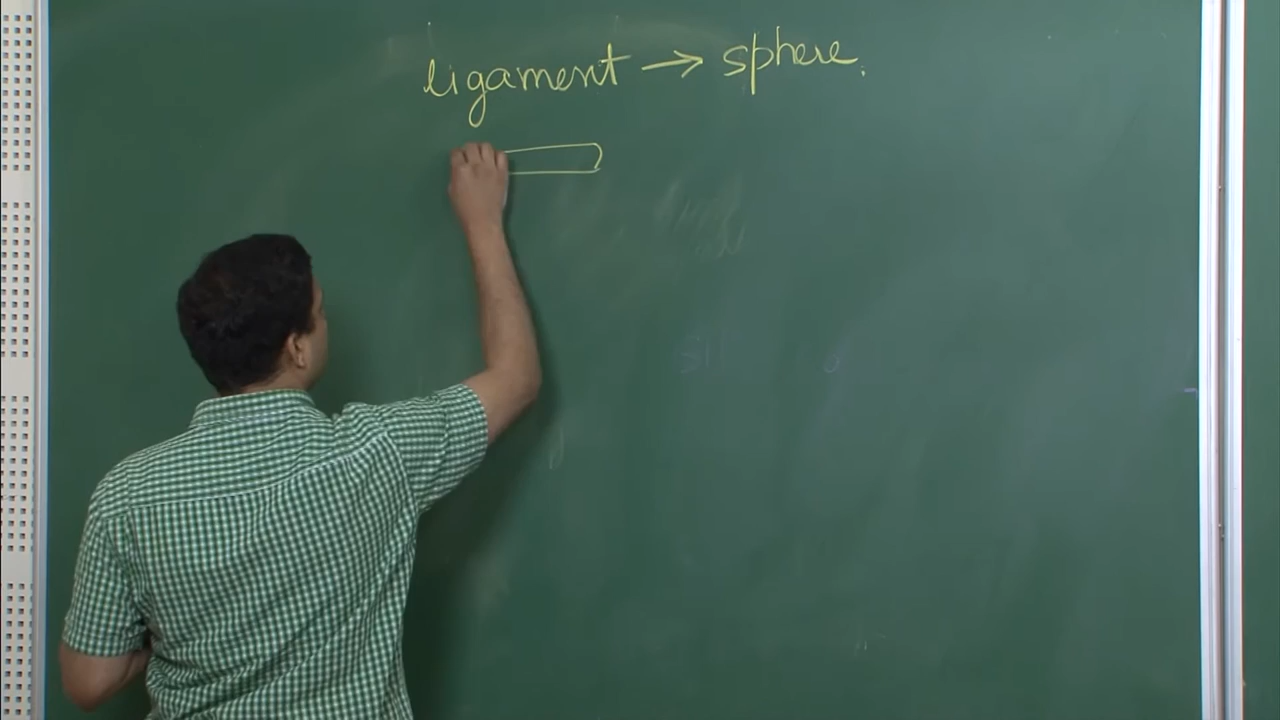 ligament → sphere.